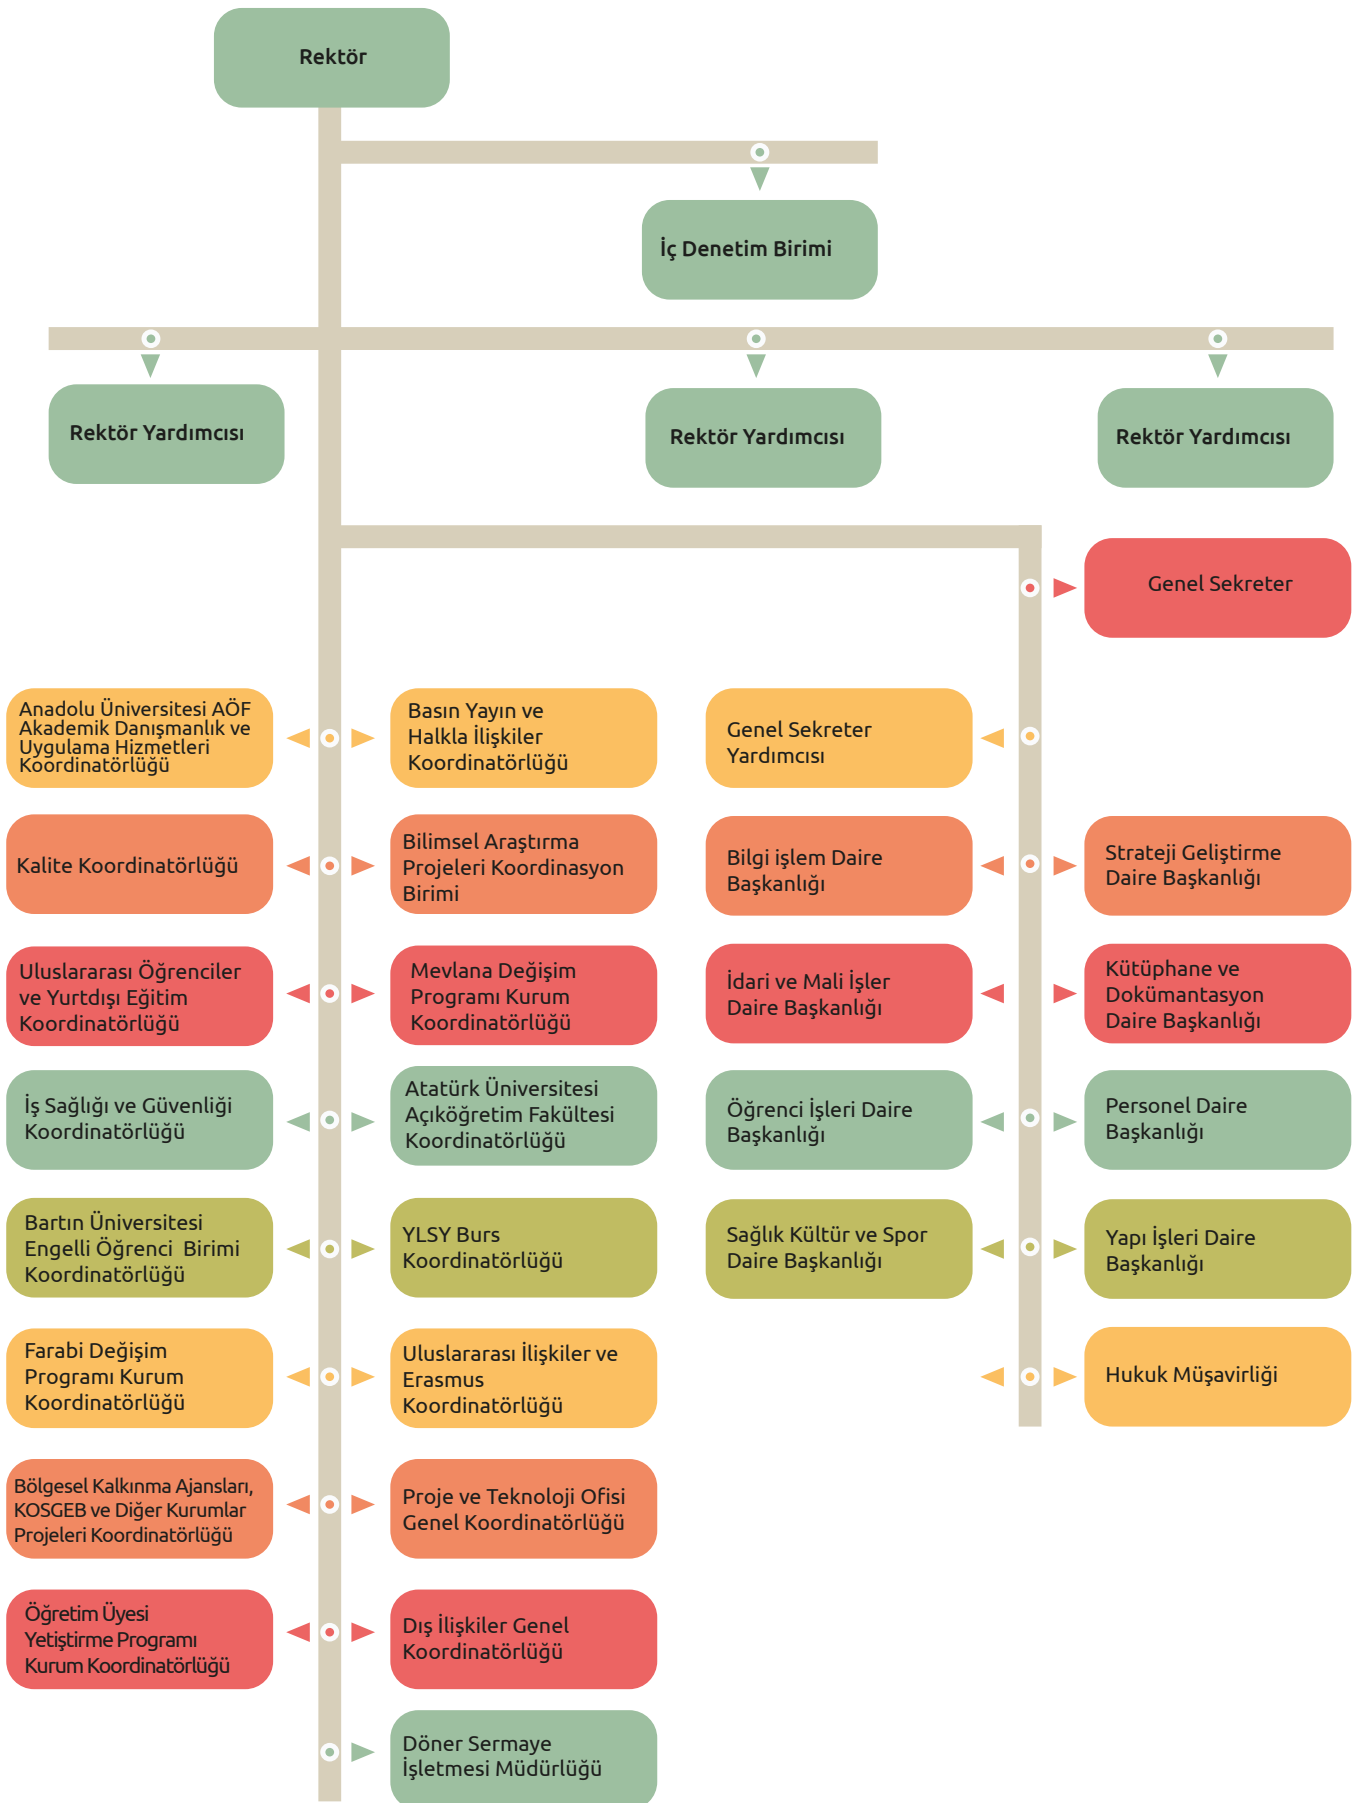 Rektör
İç Denetim Birimi
Rektör Yardımcısı
Rektör Yardımcısı
Rektör Yardımcısı
Genel Sekreter
Anadolu Üniversitesi AÖF
Akademik Danışmanlık ve
Uygulama Hizmetleri
Koordinatörlüğü
Basın Yayın ve
Halkla İlişkiler
Koordinatörlüğü
Genel Sekreter
Yardımcısı
Kalite Koordinatörlüğü
Bilimsel Araştırma
Projeleri Koordinasyon
Birimi
Bilgi işlem Daire
Başkanlığı
Strateji Geliştirme
Daire Başkanlığı
Uluslararası Öğrenciler
ve Yurtdışı Eğitim
Koordinatörlüğü
Mevlana Değişim
Programı Kurum
Koordinatörlüğü
İdari ve Mali İşler
Daire Başkanlığı
Kütüphane ve
Dokümantasyon
Daire Başkanlığı
İş Sağlığı ve Güvenliği
Koordinatörlüğü
Atatürk Üniversitesi
Açıköğretim Fakültesi
Koordinatörlüğü
Öğrenci İşleri Daire
Başkanlığı
Personel Daire
Başkanlığı
Bartın Üniversitesi
Engelli Öğrenci Birimi
Koordinatörlüğü
YLSY Burs
Koordinatörlüğü
Sağlık Kültür ve Spor
Daire Başkanlığı
Yapı İşleri Daire
Başkanlığı
Farabi Değişim
Programı Kurum
Koordinatörlüğü
Uluslararası İlişkiler ve
Erasmus
Koordinatörlüğü
Hukuk Müşavirliği
Bölgesel Kalkınma Ajansları,
KOSGEB ve Diğer Kurumlar
Projeleri Koordinatörlüğü
Proje ve Teknoloji Ofisi
Genel Koordinatörlüğü
Öğretim Üyesi
Yetiştirme Programı
Kurum Koordinatörlüğü
Dış İlişkiler Genel
Koordinatörlüğü
Döner Sermaye
İşletmesi Müdürlüğü